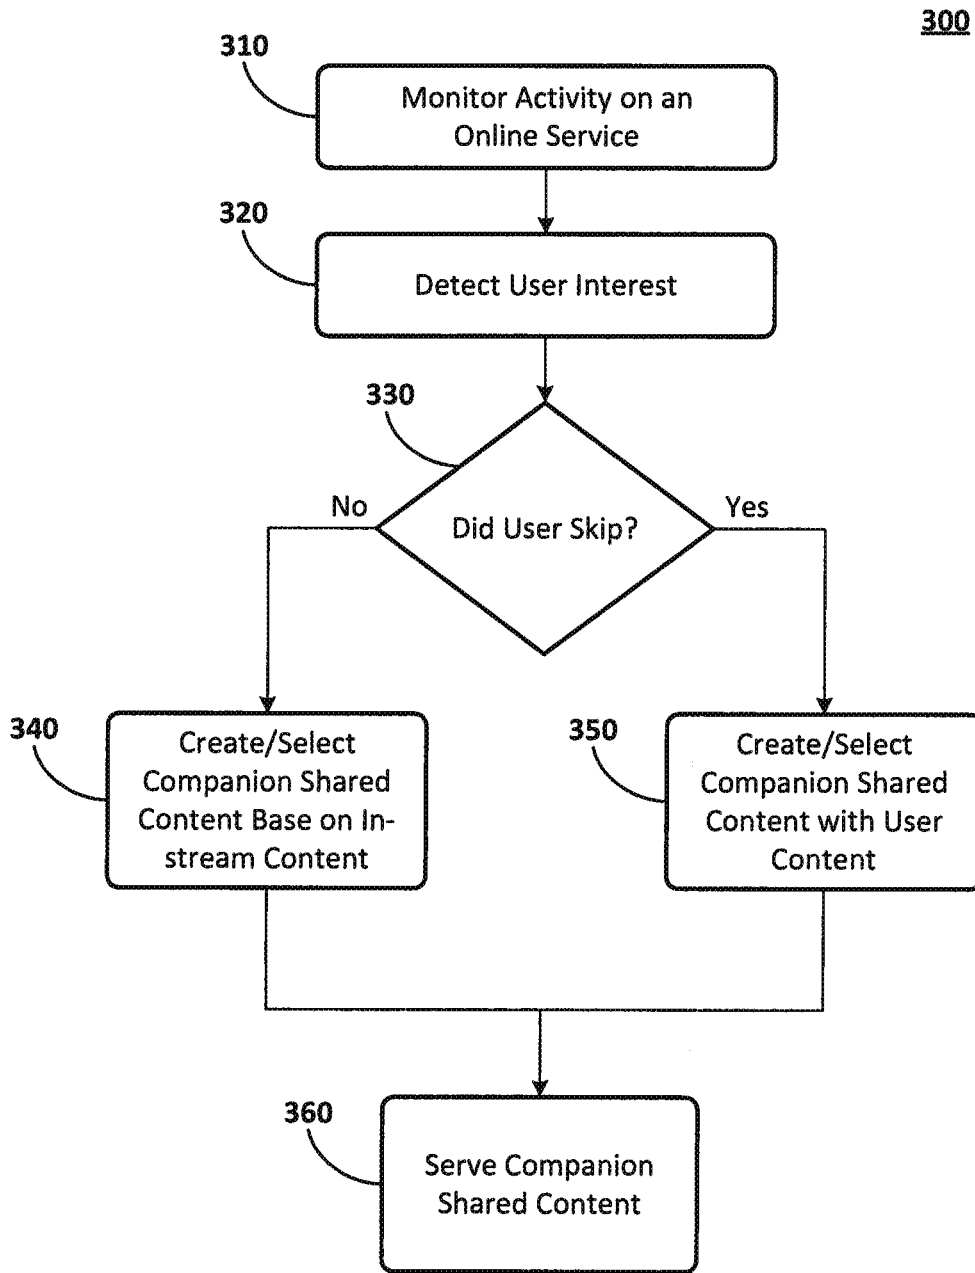 300
310
Monitor Activity on an
Online Service
320
Detect User Interest
330
No
Yes
Did User Skip?
340
Create/Select
Companion Shared
Content Base on In-
stream Content
350
Create/Select
Companion Shared
Content with User
Content
360
Serve Companion
Shared Content